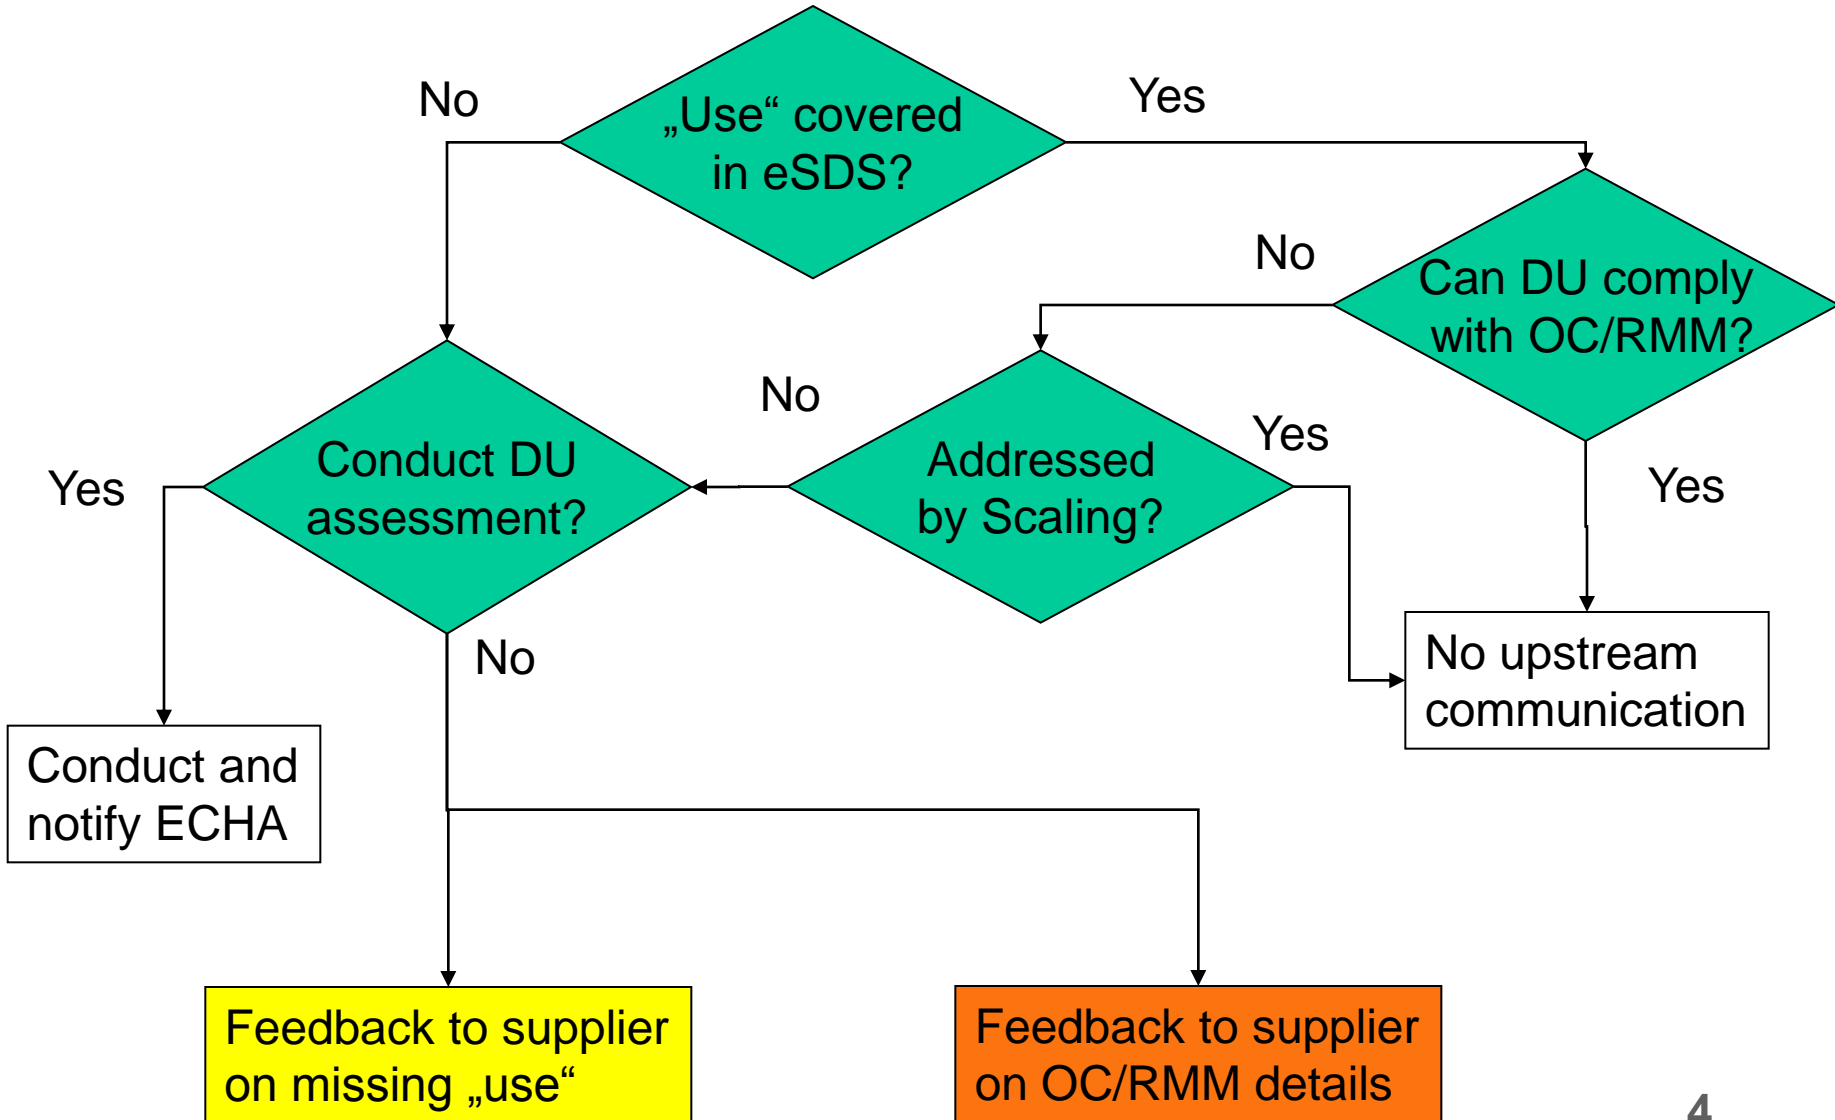 No
Yes
„Use“ covered
in eSDS?
No
Can DU comply
with OC/RMM?
No
Yes
Yes
Conduct DU
assessment?
Addressed
by Scaling?
Yes
No
No upstream
communication
Conduct and
notify ECHA
Feedback to supplier
on missing „use“
Feedback to supplier
on OC/RMM details
4